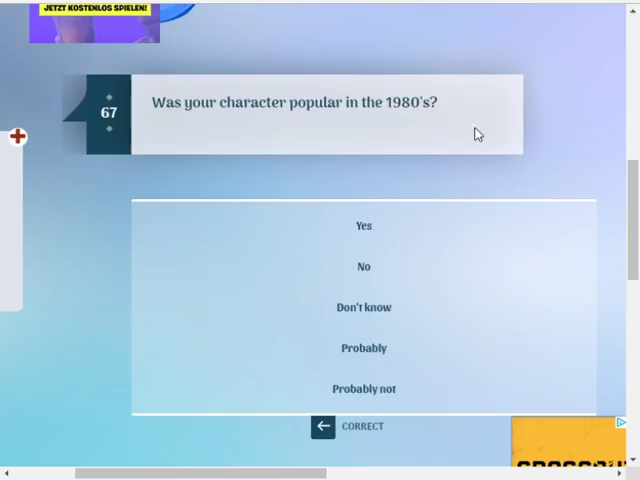 JETZT KOSTENLOS SPIELEN!
67
Was your character popular in the 1980's?
Yes
No
Don't know
Probably
Probably not
CORRECT